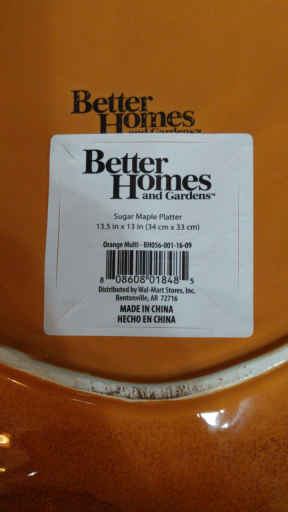 Better
Homes
and Gardens™
Better
Homes
and Gardens™
Sugar Maple Platter
13.5 in x 13 in (34 cm x 33 cm)
Orange Multi - BH056-001-16-09
8 08608 01848 5
Distributed by Wal-Mart Stores, Inc.
Bentonville, AR 72716
MADE IN CHINA
HECHO EN CHINA